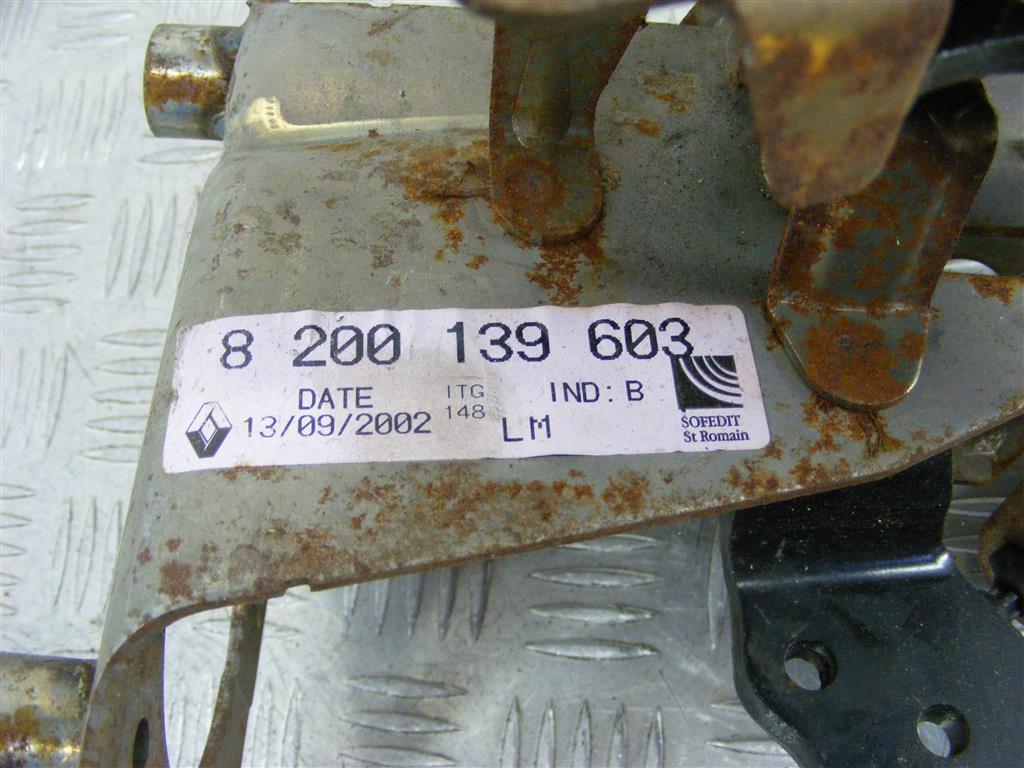 8 200 139 603
DATE ITG IND: B
13/09/2002 148 LM
SOFEDIT
St Romain